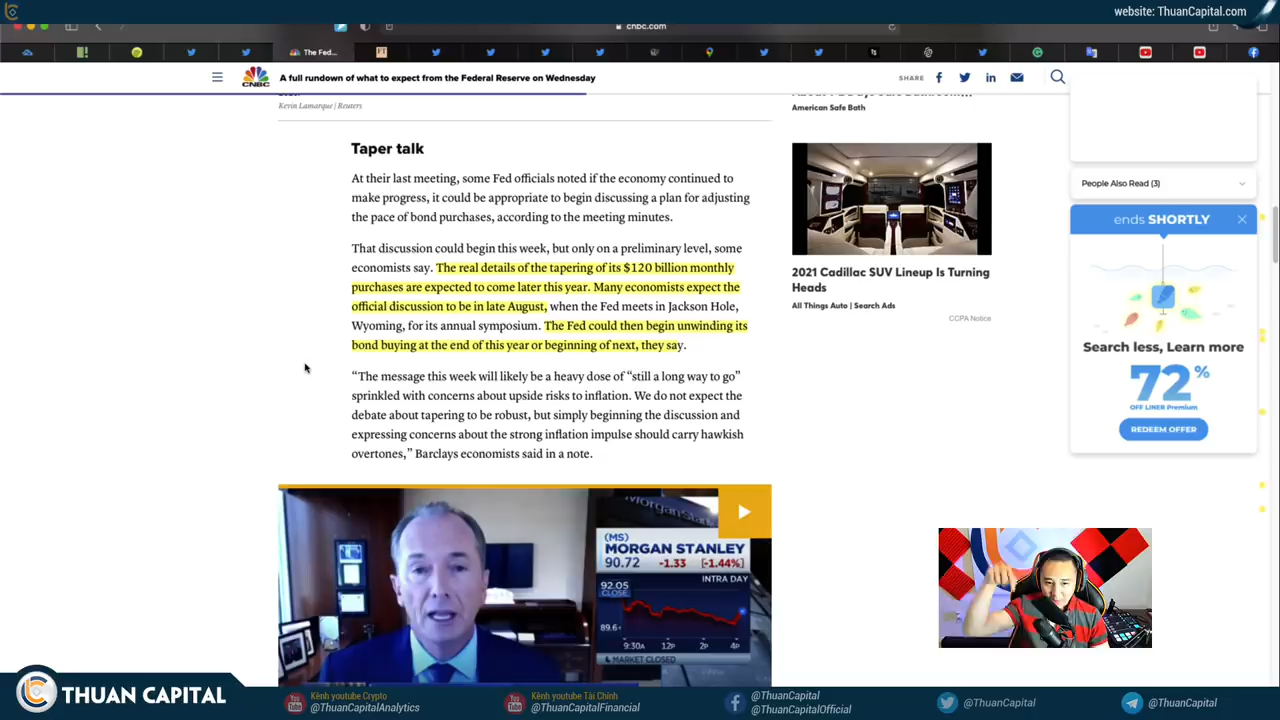 website: ThuanCapital.com
cnbc.com
The Fed...
CNBC
A full rundown of what to expect from the Federal Reserve on Wednesday
SHARE
Kevin Lamarque | Reuters
American Safe Bath
Taper talk
At their last meeting, some Fed officials noted if the economy continued to
make progress, it could be appropriate to begin discussing a plan for adjusting
the pace of bond purchases, according to the meeting minutes.
That discussion could begin this week, but only on a preliminary level, some
economists say. The real details of the tapering of its $120 billion monthly
purchases are expected to come later this year. Many economists expect the
official discussion to be in late August, when the Fed meets in Jackson Hole,
Wyoming, for its annual symposium. The Fed could then begin unwinding its
bond buying at the end of this year or beginning of next, they say.
“The message this week will likely be a heavy dose of “still a long way to go”
sprinkled with concerns about upside risks to inflation. We do not expect the
debate about tapering to be robust, but simply beginning the discussion and
expressing concerns about the strong inflation impulse should carry hawkish
overtones,” Barclays economists said in a note.
2021 Cadillac SUV Lineup Is Turning
Heads
All Things Auto | Search Ads
CCPA Notice
People Also Read (3)
ends SHORTLY
Search less, Learn more
72%
OFF LINER Premium
REDEEM OFFER
(MS)
MORGAN STANLEY
90.72 -1.33 [-1.44%]
INTRA DAY
92.05
CLOSE
89.6
9:30A 12P 2P 4P
MARKET CLOSED
THUAN CAPITAL
Kênh youtube Crypto
@ThuanCapitalAnalytics
Kênh youtube Tài Chính
@ThuanCapitalFinancial
@ThuanCapital
@ThuanCapitalOfficial
@ThuanCapital
@ThuanCapital